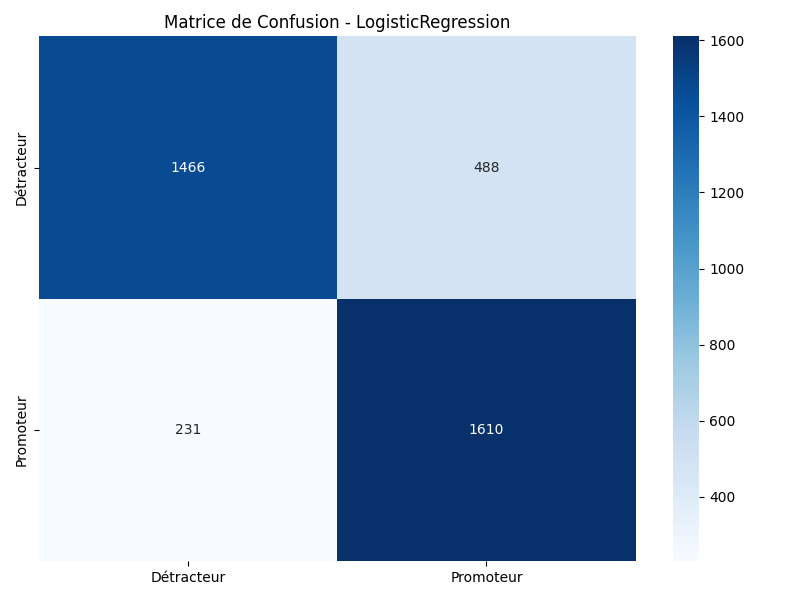 Matrice de Confusion - LogisticRegression
Détracteur
1466
488
Promoteur
231
1610
Détracteur
Promoteur
1600
1400
1200
1000
800
600
400